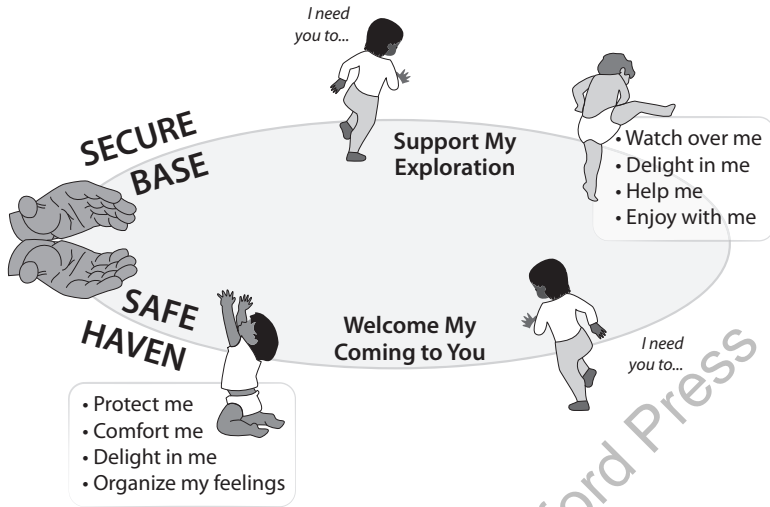 I need
you to...
SECURE
BASE
Support My
Exploration
• Watch over me
• Delight in me
• Help me
• Enjoy with me
SAFE
HAVEN
Welcome My
Coming to You
I need
you to...
• Protect me
• Comfort me
• Delight in me
• Organize my feelings
ford Press